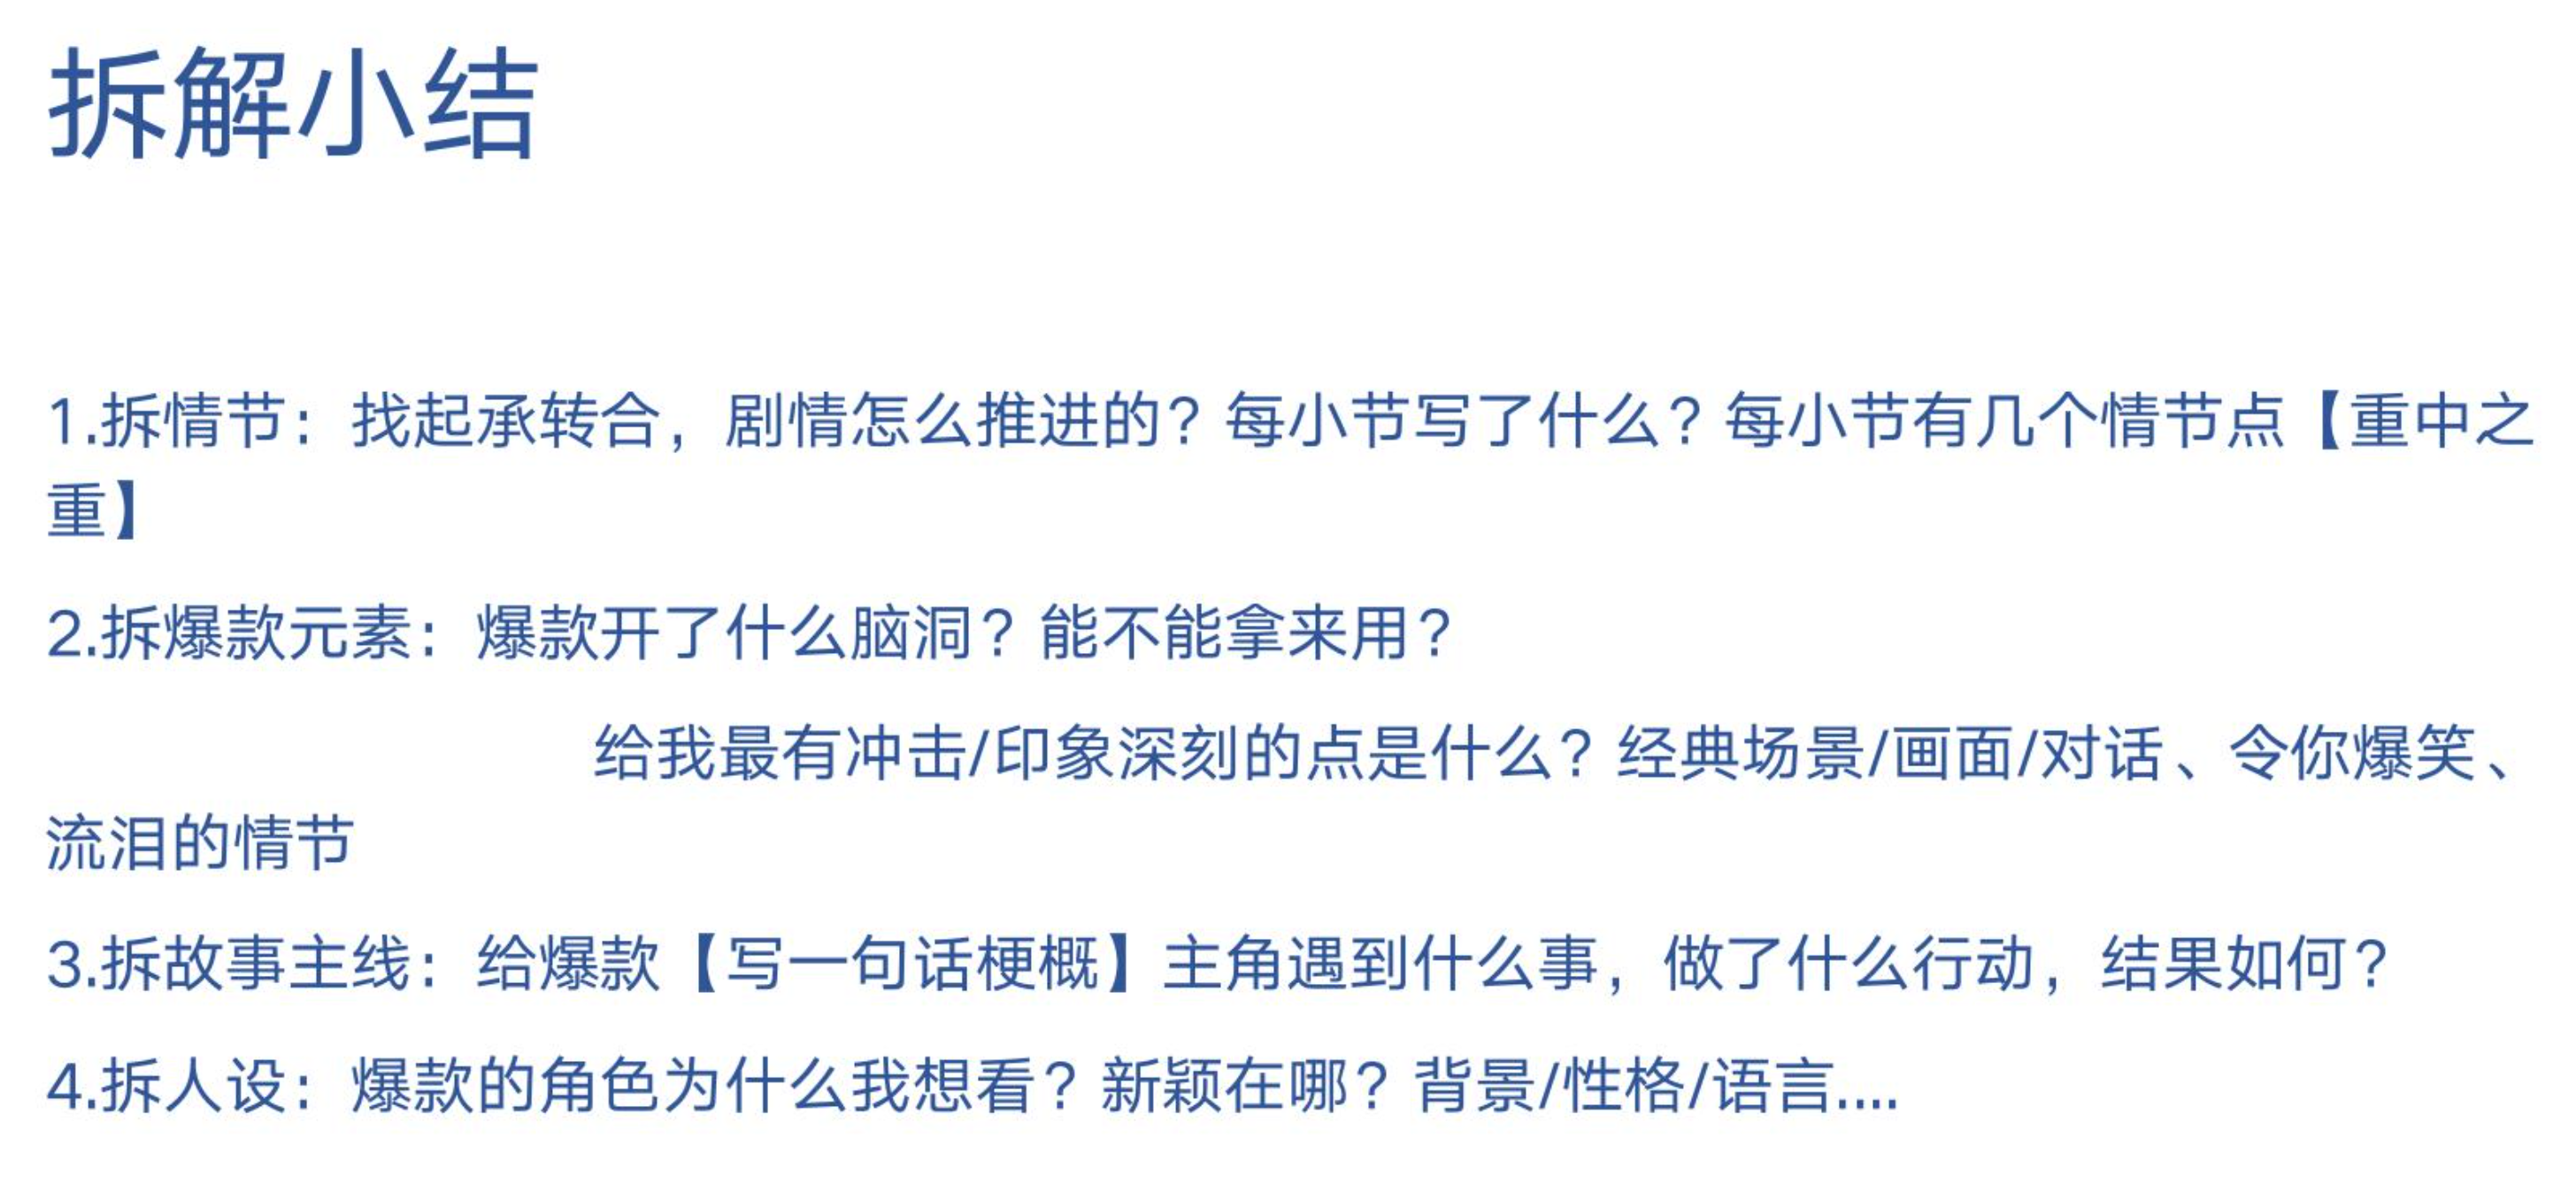 拆解小结
1.拆情节：找起承转合，剧情怎么推进的？每小节写了什么？每小节有几个情节点【重中之
重】
2.拆爆款元素：爆款开了什么脑洞？能不能拿来用？
给我最有冲击/印象深刻的点是什么？经典场景/画面/对话、令你爆笑、
流泪的情节
3.拆故事主线：给爆款【写一句话梗概】主角遇到什么事，做了什么行动，结果如何？
4.拆人设：爆款的角色为什么我想看？新颖在哪？背景/性格/语言....